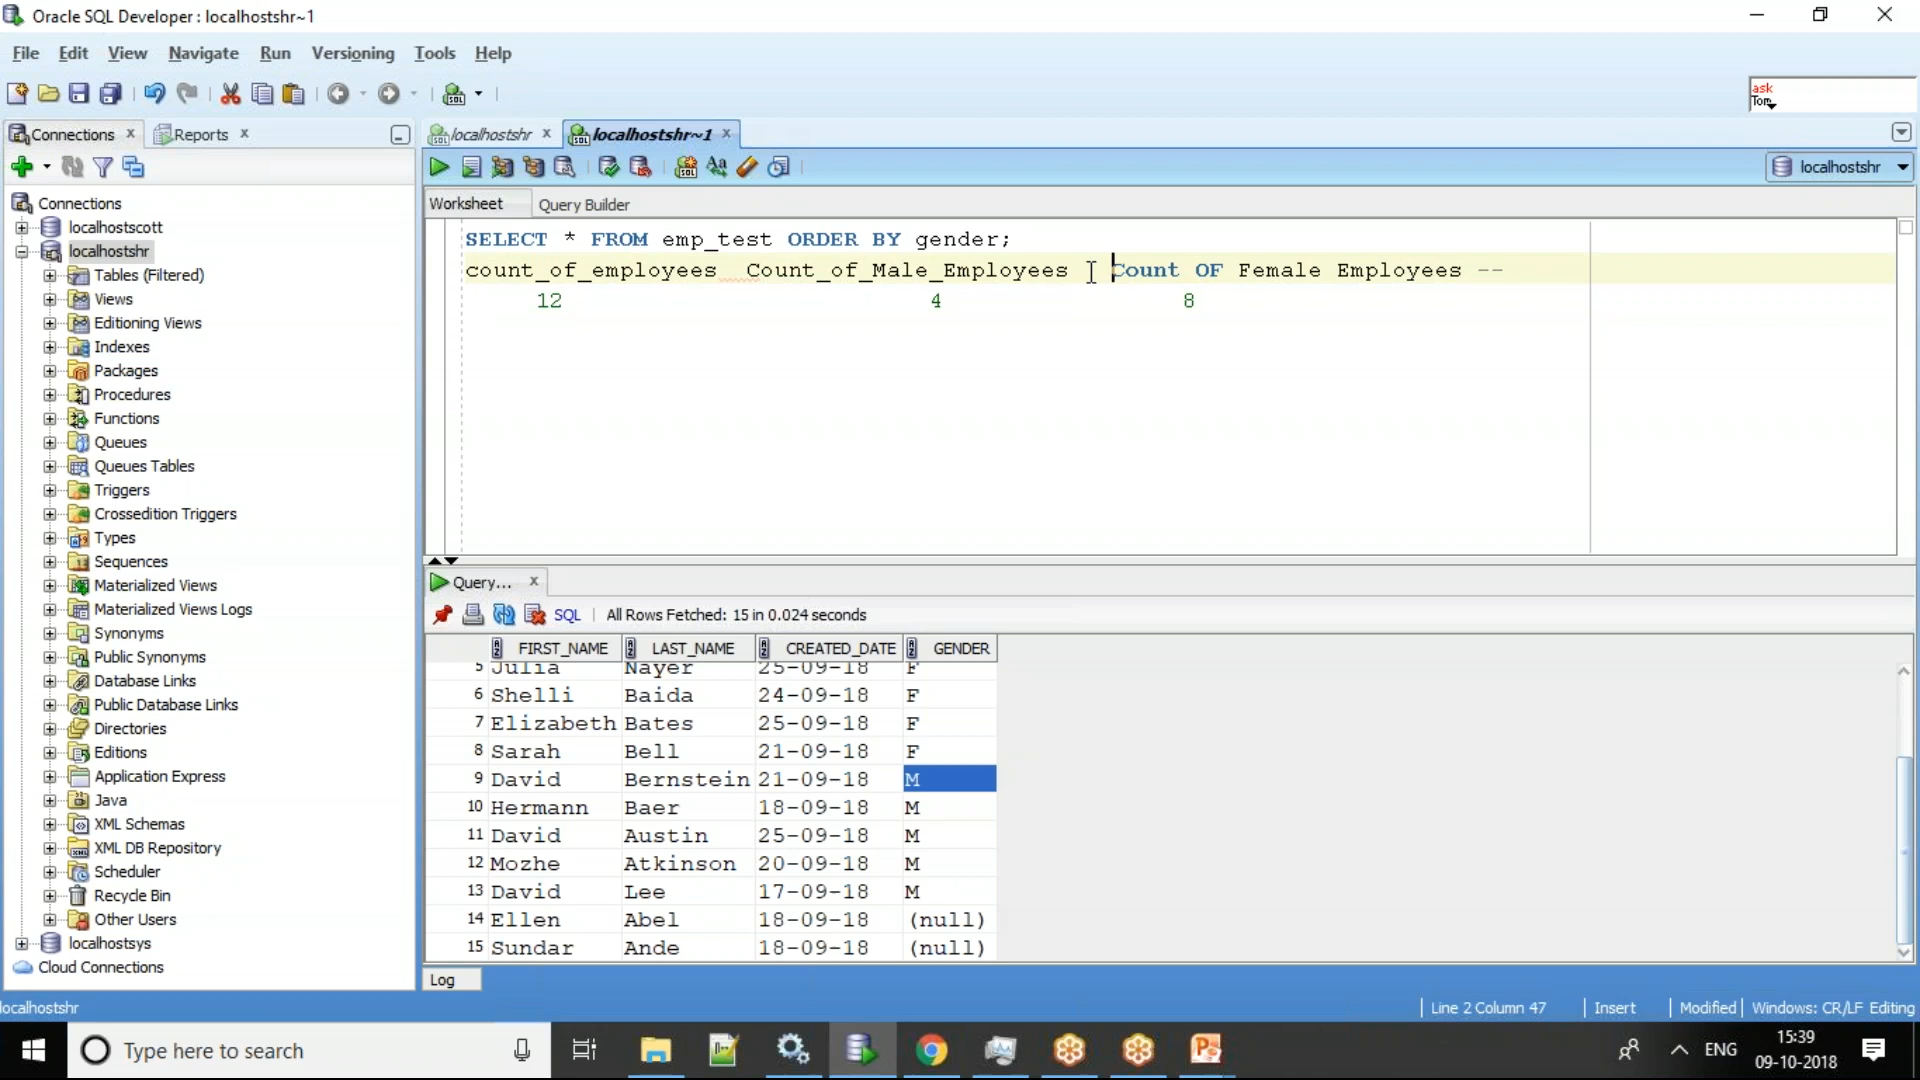 Oracle SQL Developer : localhostshr~1
File Edit View Navigate Run Versioning Tools Help
ask
Tom
Connections Reports
localhostshr localhostshr~1
localhostshr
Worksheet Query Builder
Connections
localhostscott
localhostshr
Tables (Filtered)
Views
Editioning Views
Indexes
Packages
Procedures
Functions
Queues
Queues Tables
Triggers
Crossedition Triggers
Types
Sequences
Materialized Views
Materialized Views Logs
Synonyms
Public Synonyms
Database Links
Public Database Links
Directories
Editions
Application Express
Java
XML Schemas
XML DB Repository
Scheduler
Recycle Bin
Other Users
localhostsys
Cloud Connections
SELECT * FROM emp_test ORDER BY gender;
count_of_employees Count_of_Male_Employees Count OF Female Employees --
12 4 8
Query...
SQL All Rows Fetched: 15 in 0.024 seconds
FIRST_NAME LAST_NAME CREATED_DATE GENDER
5 Julia Nayer 25-09-18 F
6 Shelli Baida 24-09-18 F
7 Elizabeth Bates 25-09-18 F
8 Sarah Bell 21-09-18 F
9 David Bernstein 21-09-18 M
10 Hermann Baer 18-09-18 M
11 David Austin 25-09-18 M
12 Mozhe Atkinson 20-09-18 M
13 David Lee 17-09-18 M
14 Ellen Abel 18-09-18 (null)
15 Sundar Ande 18-09-18 (null)
Log
localhostshr
Line 2 Column 47 Insert Modified Windows: CR/LF Editing
Type here to search
ENG
15:39
09-10-2018